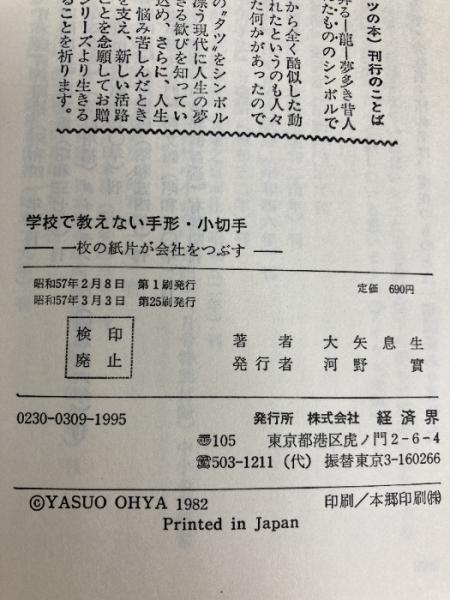 ツの本〉刊行のことば
昇る―龍―夢多き昔人
たもののシンボルで
から全く酷似した動
れたというのも人々
た何かがあったので
の“タツ”をシンボル
漂う現代に人生の夢
きる歓びを知ってい
込め、さらに、人生
悩み苦しんだとき
を支え、新しい活路
ことを念願してお贈
リーズより生きる
ることを祈ります。
学校で教えない手形・小切手
── 一枚の紙片が会社をつぶす ──
昭和57年2月8日 第1刷発行
昭和57年3月3日 第25刷発行
定価 690円
検印
廃止
著者 大矢息生
発行者 河野實
0230-0309-1995
発行所 株式会社 経済界
〠105 東京都港区虎ノ門2-6-4
☎503-1211(代) 振替東京3-160266
©YASUO OHYA 1982
印刷/本郷印刷㈱
Printed in Japan